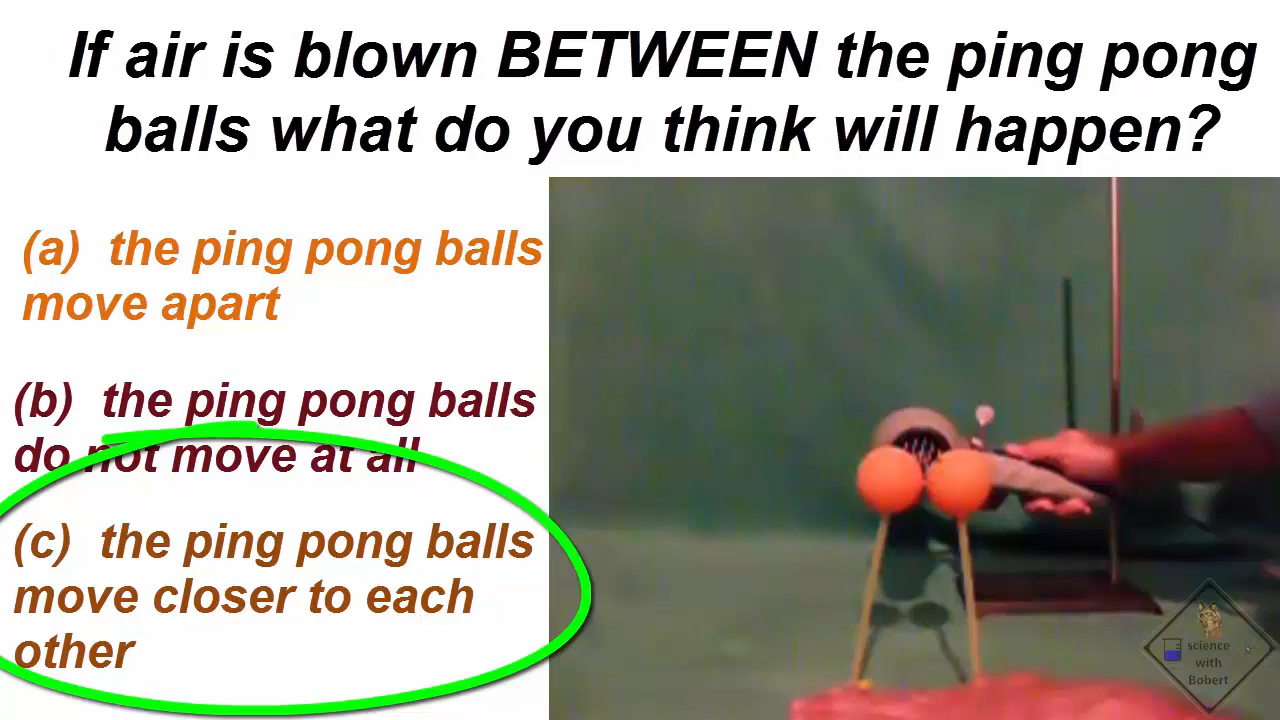 If air is blown BETWEEN the ping pong
balls what do you think will happen?
(a) the ping pong balls
move apart
(b) the ping pong balls
do not move at all
(c) the ping pong balls
move closer to each
other
science
with
Bobert